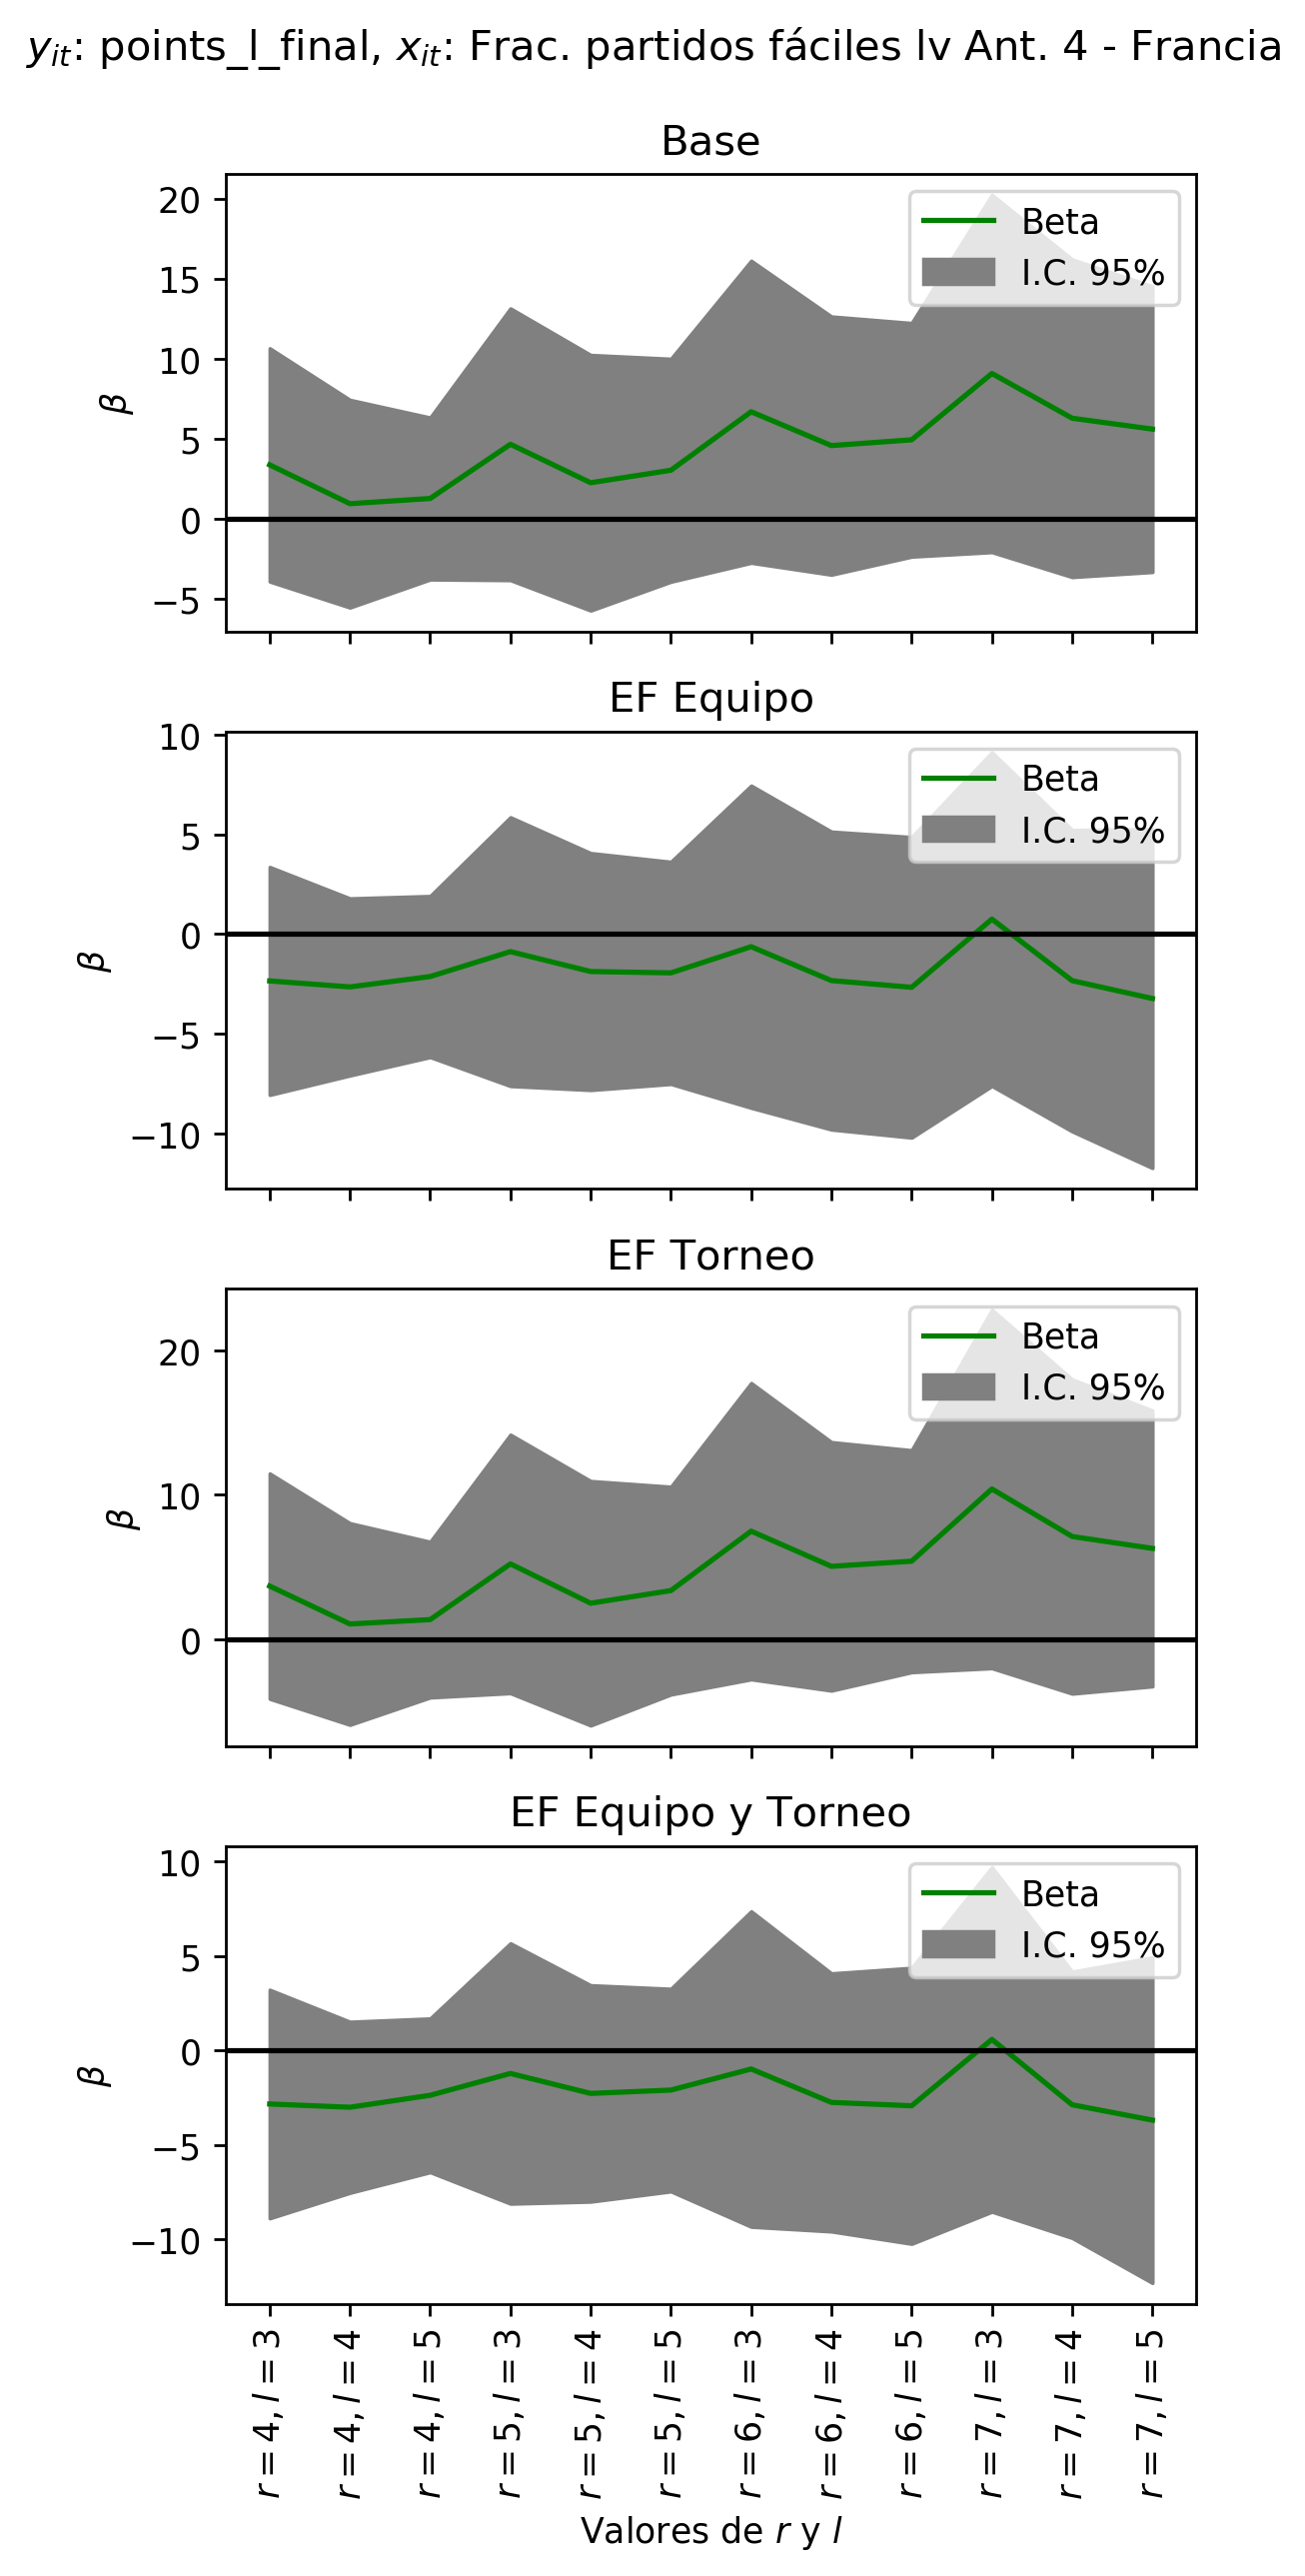 y_it: points_l_final, x_it: Frac. partidos fáciles lv Ant. 4 - Francia
Base
20
15
10
5
0
−5
β
Beta
I.C. 95%
EF Equipo
10
5
0
−5
−10
β
Beta
I.C. 95%
EF Torneo
20
10
0
β
Beta
I.C. 95%
EF Equipo y Torneo
10
5
0
−5
−10
β
Beta
I.C. 95%
r = 4, l = 3
r = 4, l = 4
r = 4, l = 5
r = 5, l = 3
r = 5, l = 4
r = 5, l = 5
r = 6, l = 3
r = 6, l = 4
r = 6, l = 5
r = 7, l = 3
r = 7, l = 4
r = 7, l = 5
Valores de r y l